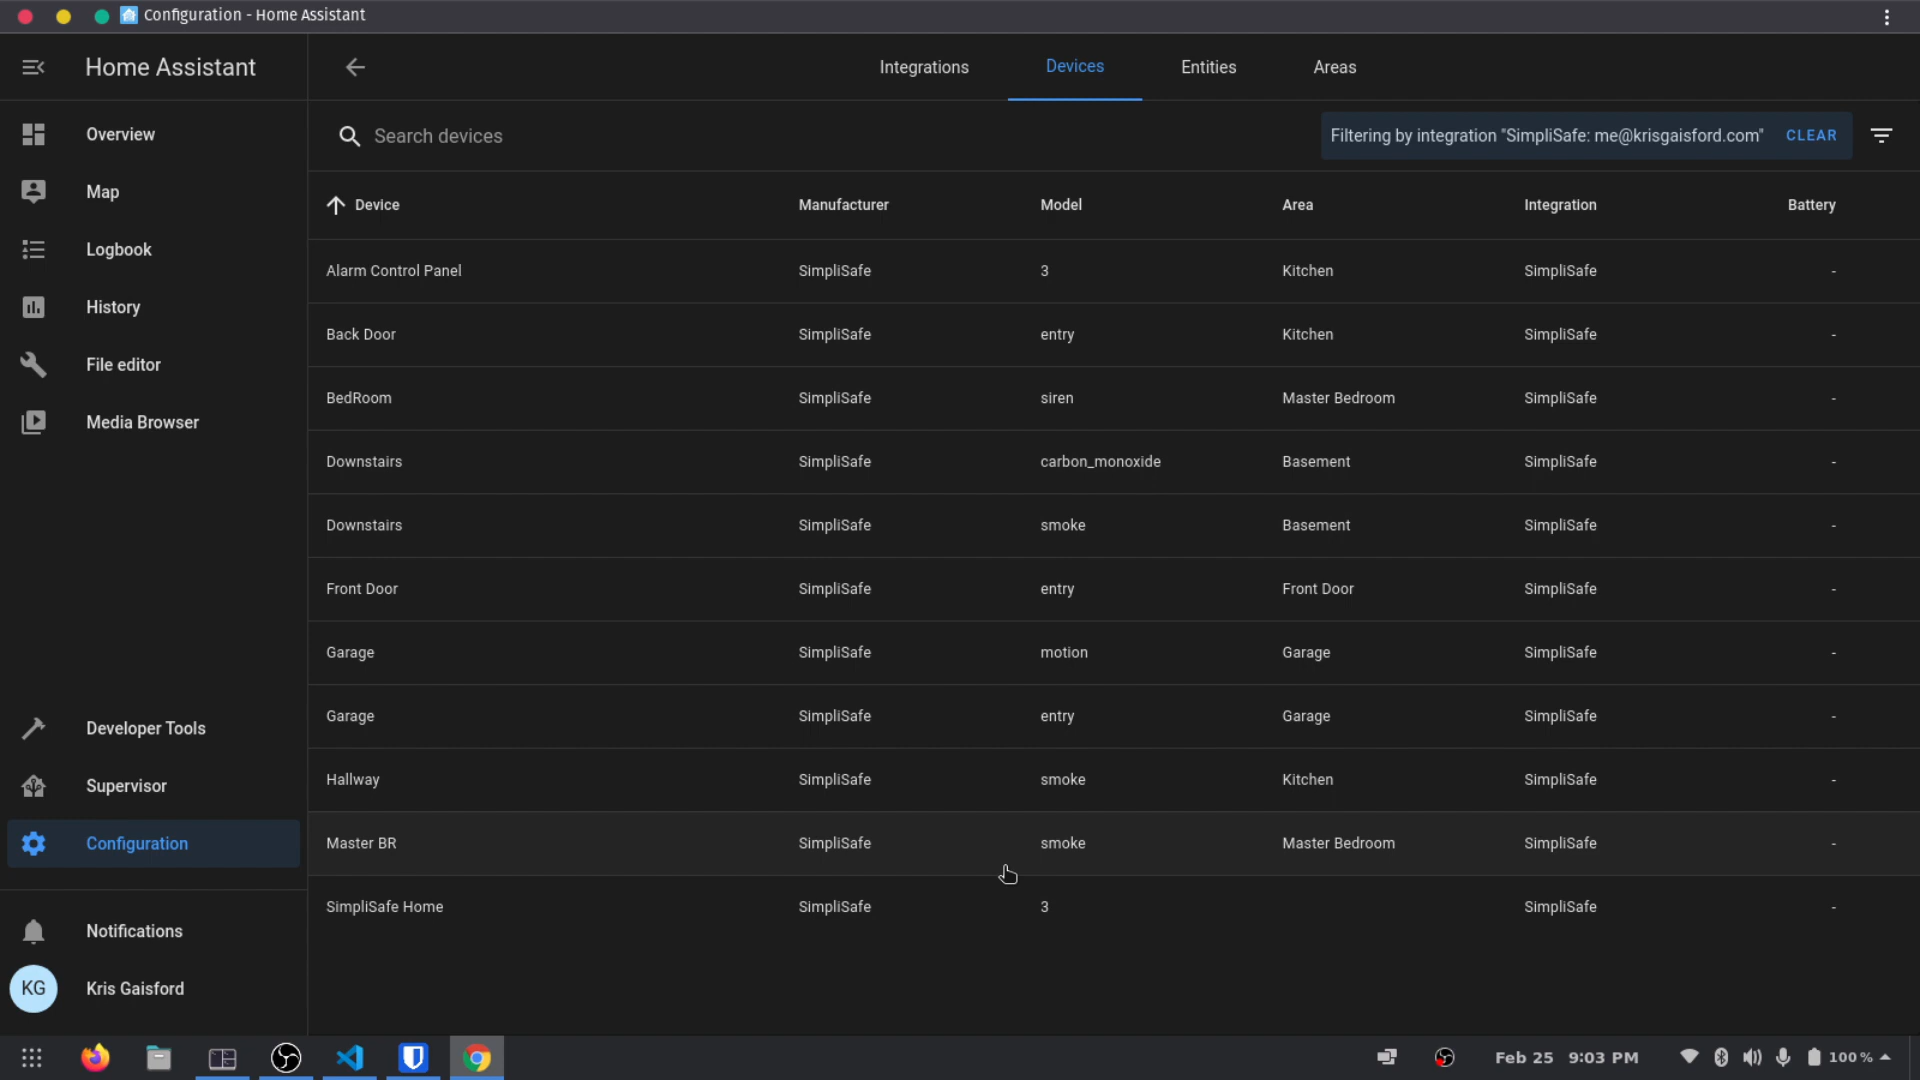 Configuration - Home Assistant
Home Assistant
Integrations Devices Entities Areas
Overview
Map
Logbook
History
File editor
Media Browser
Developer Tools
Supervisor
Configuration
Notifications
KG Kris Gaisford
Search devices
Filtering by integration "SimpliSafe: me@krisgaisford.com" CLEAR
Device Manufacturer Model Area Integration Battery
Alarm Control Panel SimpliSafe 3 Kitchen SimpliSafe -
Back Door SimpliSafe entry Kitchen SimpliSafe -
BedRoom SimpliSafe siren Master Bedroom SimpliSafe -
Downstairs SimpliSafe carbon_monoxide Basement SimpliSafe -
Downstairs SimpliSafe smoke Basement SimpliSafe -
Front Door SimpliSafe entry Front Door SimpliSafe -
Garage SimpliSafe motion Garage SimpliSafe -
Garage SimpliSafe entry Garage SimpliSafe -
Hallway SimpliSafe smoke Kitchen SimpliSafe -
Master BR SimpliSafe smoke Master Bedroom SimpliSafe -
SimpliSafe Home SimpliSafe 3 SimpliSafe -
Feb 25 9:03 PM 100%